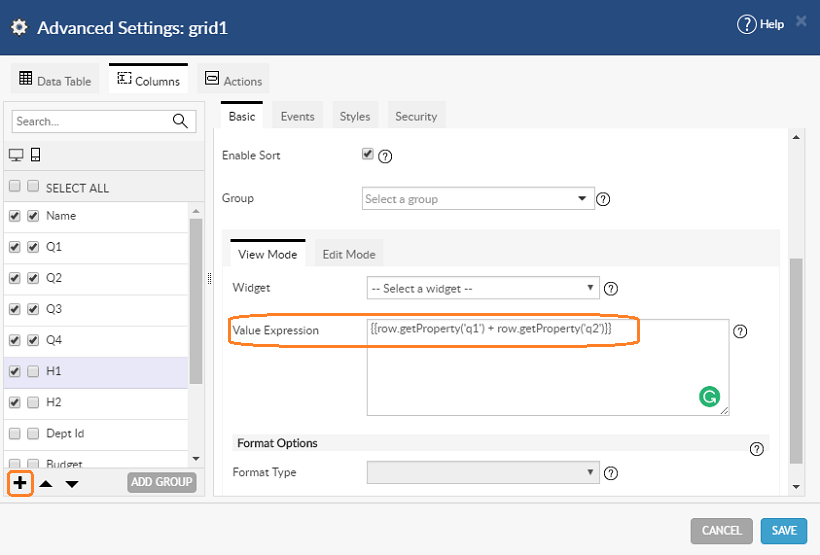 Advanced Settings: grid1
? Help ×
Data Table Columns Actions
Search...
SELECT ALL
Name
Q1
Q2
Q3
Q4
H1
H2
Dept Id
Budget
ADD GROUP
Basic Events Styles Security
Enable Sort ?
Group Select a group ?
View Mode Edit Mode
Widget -- Select a widget -- ?
Value Expression {{row.getProperty('q1') + row.getProperty('q2')}} ?
Format Options ?
Format Type ?
CANCEL SAVE